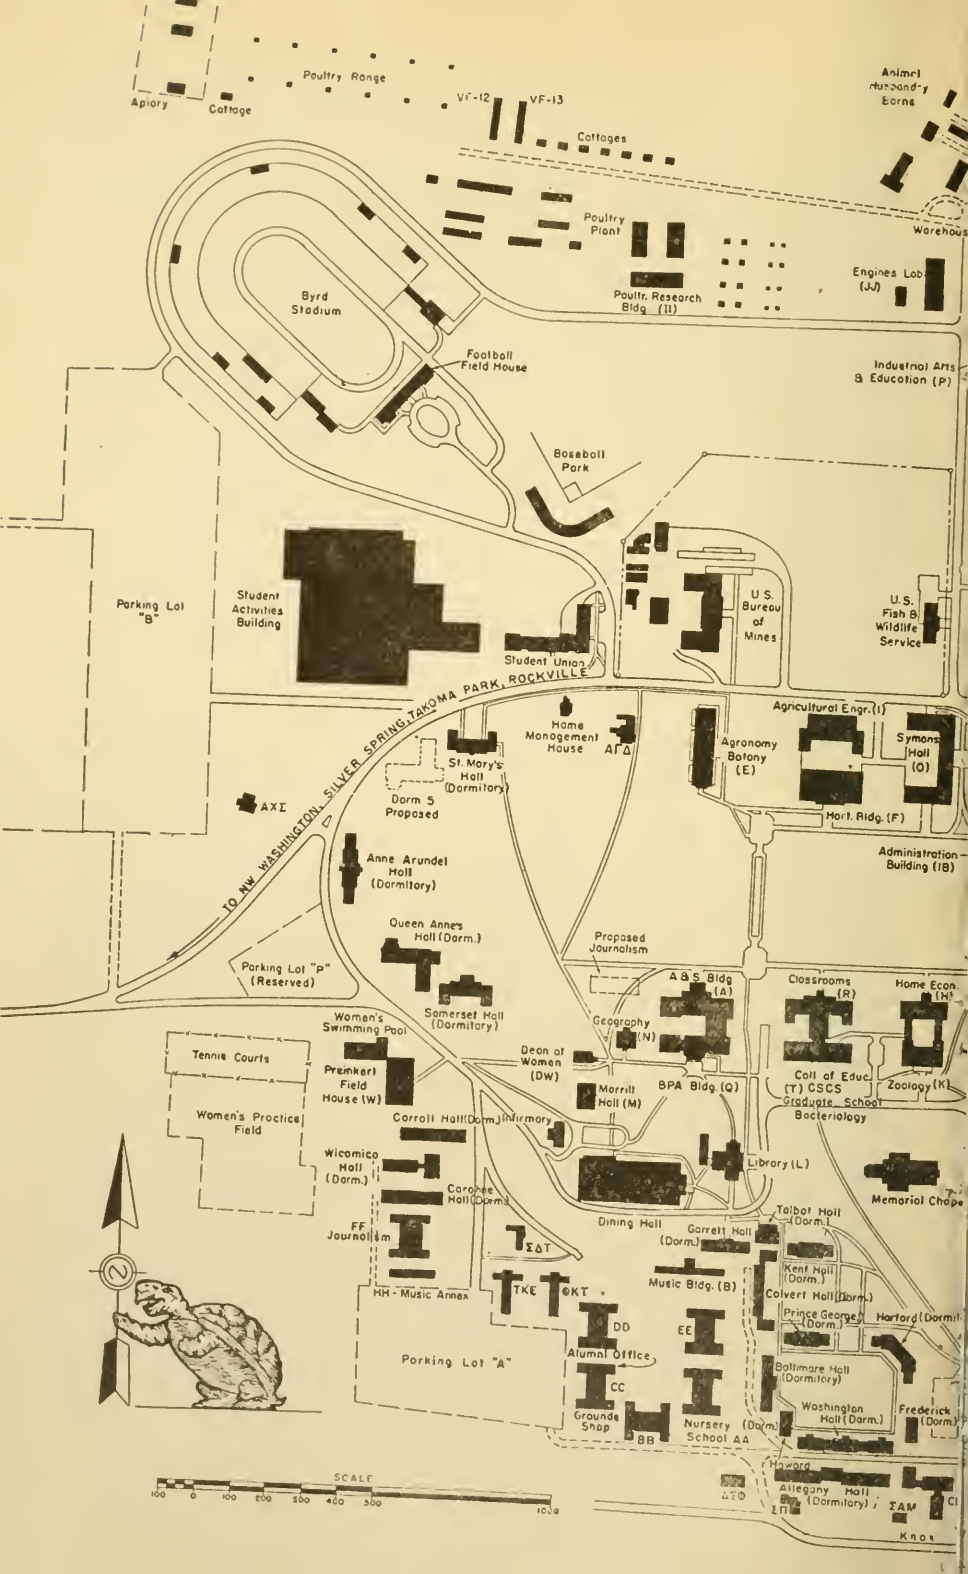 Apiary
Cottage
Poultry Range
VF-12
VF-13
Cottages
Animal
Husbandry
Barns
Warehous
Poultry
Plant
Poultr. Research
Bldg (II)
Engines Lab
(JJ)
Byrd
Stadium
Football
Field House
Industrial Arts
& Education (P)
Baseball
Park
Parking Lot
"B"
Student
Activities
Building
Student Union
U.S.
Bureau
of
Mines
U.S.
Fish &
Wildlife
Service
TO NW WASHINGTON, SILVER SPRING, TAKOMA PARK, ROCKVILLE
Home
Management
House
ΑΓΔ
Agronomy
Botany
(E)
Agricultural Engr. (I)
Symons
Hall
(O)
Hort. Bldg. (F)
St. Mary's
Hall
(Dormitory)
Dorm 5
Proposed
ΑΧΣ
Anne Arundel
Hall
(Dormitory)
Administration
Building (IB)
Queen Anne's
Hall (Dorm.)
Parking Lot "P"
(Reserved)
Somerset Hall
(Dormitory)
Proposed
Journalism
A & S Bldg
(A)
Classrooms
(R)
Home Econ.
(H)
Women's
Swimming Pool
Geography
(N)
Tennis Courts
Preinkert
Field
House (W)
Dean of
Women
(DW)
Morrill
Hall (M)
BPA Bldg. (Q)
Coll of Educ.
(T) CSCS
Graduate School
Bacteriology
Zoology (K)
Women's Practice
Field
Carroll Hall (Dorm.)
Infirmary
Wicomico
Hall
(Dorm.)
Caroline
Hall (Dorm.)
Library (L)
Memorial Chape
FF
Journalism
Dining Hall
Garrett Hall
(Dorm.)
Talbot Hall
(Dorm.)
ΣΔΤ
HH - Music Annex
TKE
ΦKT
Music Bldg. (B)
Kent Hall
(Dorm.)
Calvert Hall (Dorm.)
Prince George
(Dorm.)
Harford (Dormit
N
DD
Alumni Office
EE
Parking Lot "A"
CC
Grounds
Shop
BB
Nursery
School AA
Baltimore Hall
(Dormitory)
Washington
Hall (Dorm.)
Frederick
(Dorm.)
(Dorm.)
Howard
Allegany Hall
(Dormitory)
ΔΣΦ
ΣΠ
ΣΑΜ
Cl
Knox
SCALE
100 0 100 200 300 400 500 1000